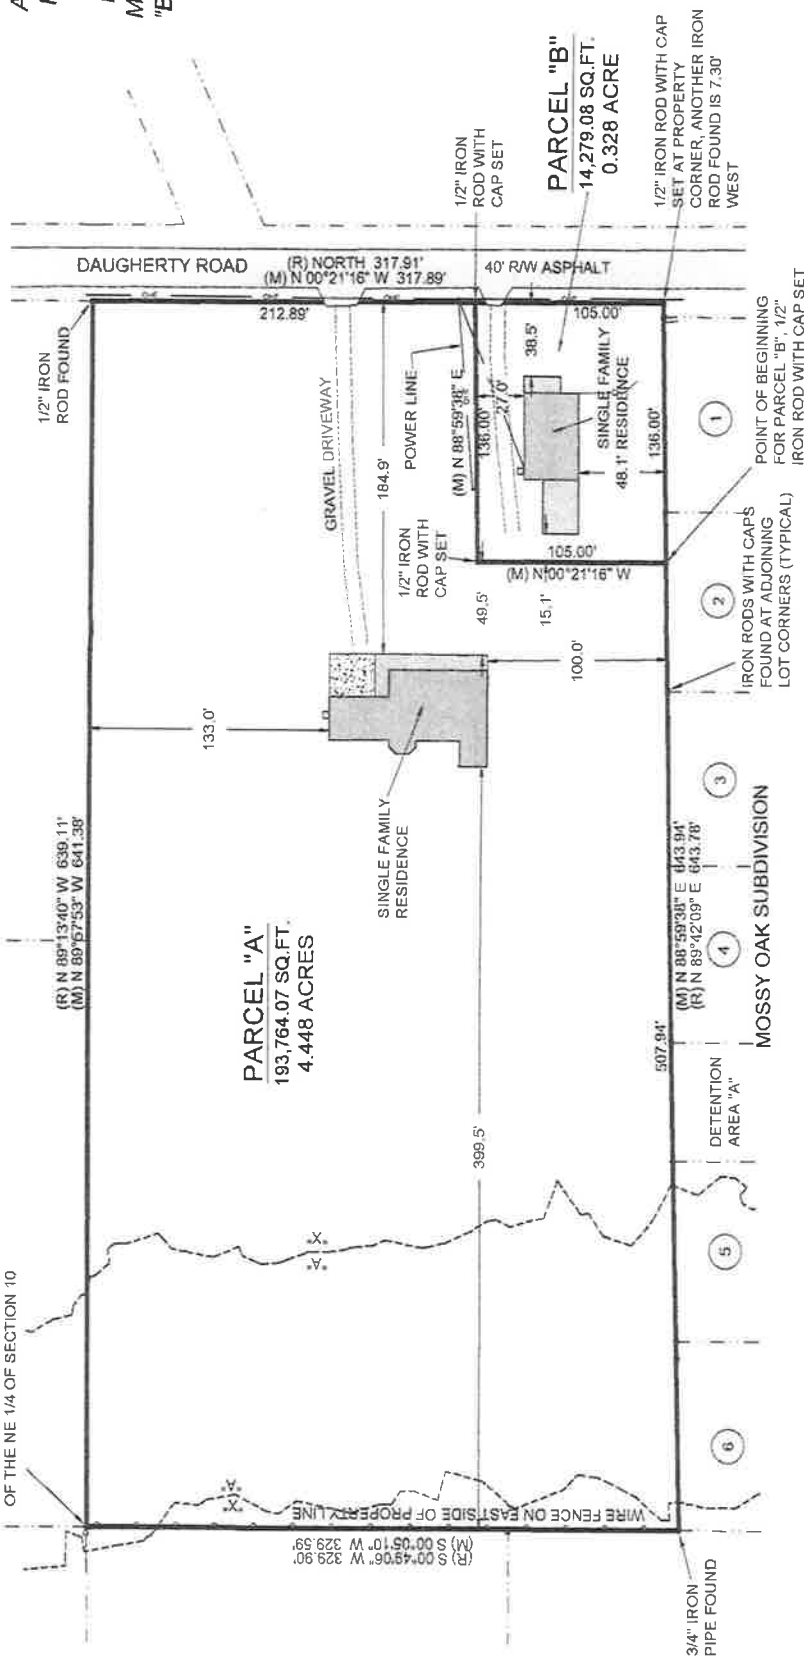 OF THE NE 1/4 OF SECTION 10
(R) N 89°13'40" W 639.11'
(M) N 89°57'53" W 641.38'
1/2" IRON
ROD FOUND
DAUGHERTY ROAD
(R) NORTH 317.91'
(M) N 00°21'16" W 317.89'
40' R/W ASPHALT
212.89'
105.00'
1/2" IRON
ROD WITH
CAP SET
PARCEL "B"
14,279.08 SQ.FT.
0.328 ACRE
1/2" IRON ROD WITH CAP
SET AT PROPERTY
CORNER, ANOTHER IRON
ROD FOUND IS 7.30'
WEST
GRAVEL DRIVEWAY
184.9'
POWER LINE
(M) N 88°59'38" E
136.00'
27.0'
38.5'
SINGLE FAMILY
RESIDENCE
48.1'
136.00'
1/2" IRON
ROD WITH
CAP SET
105.00'
(M) N 00°21'16" W
49.5'
15.1'
100.0'
133.0'
SINGLE FAMILY
RESIDENCE
PARCEL "A"
193,764.07 SQ.FT.
4.448 ACRES
399.5'
507.94'
(M) N 88°59'38" E 643.94'
(R) N 89°42'09" E 643.78'
"X"
"A"
"A"
"X"
WIRE FENCE ON EAST SIDE OF PROPERTY LINE
(R) S 00°49'06" W 329.90'
(M) S 00°05'10" W 329.59'
3/4" IRON
PIPE FOUND
6
5
DETENTION
AREA "A"
4
3
2
1
MOSSY OAK SUBDIVISION
IRON RODS WITH CAPS
FOUND AT ADJOINING
LOT CORNERS (TYPICAL)
POINT OF BEGINNING
FOR PARCEL "B", 1/2"
IRON ROD WITH CAP SET